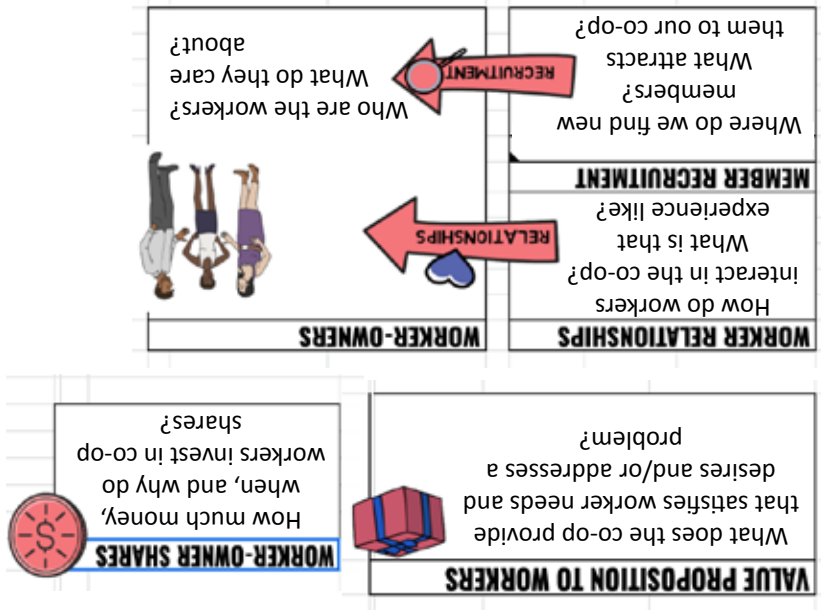 VALUE PROPOSITION TO WORKERS
What does the co-op provide
that satisfies worker needs and
desires and/or addresses a
problem?
WORKER-OWNER SHARES
How much money,
when, and why do
workers invest in co-op
shares?
$
WORKER RELATIONSHIPS
How do workers
interact in the co-op?
What is that
experience like?
RELATIONSHIPS
MEMBER RECRUITMENT
Where do we find new
members?
What attracts
them to our co-op?
RECRUITMENT
WORKER-OWNERS
Who are the workers?
What do they care
about?